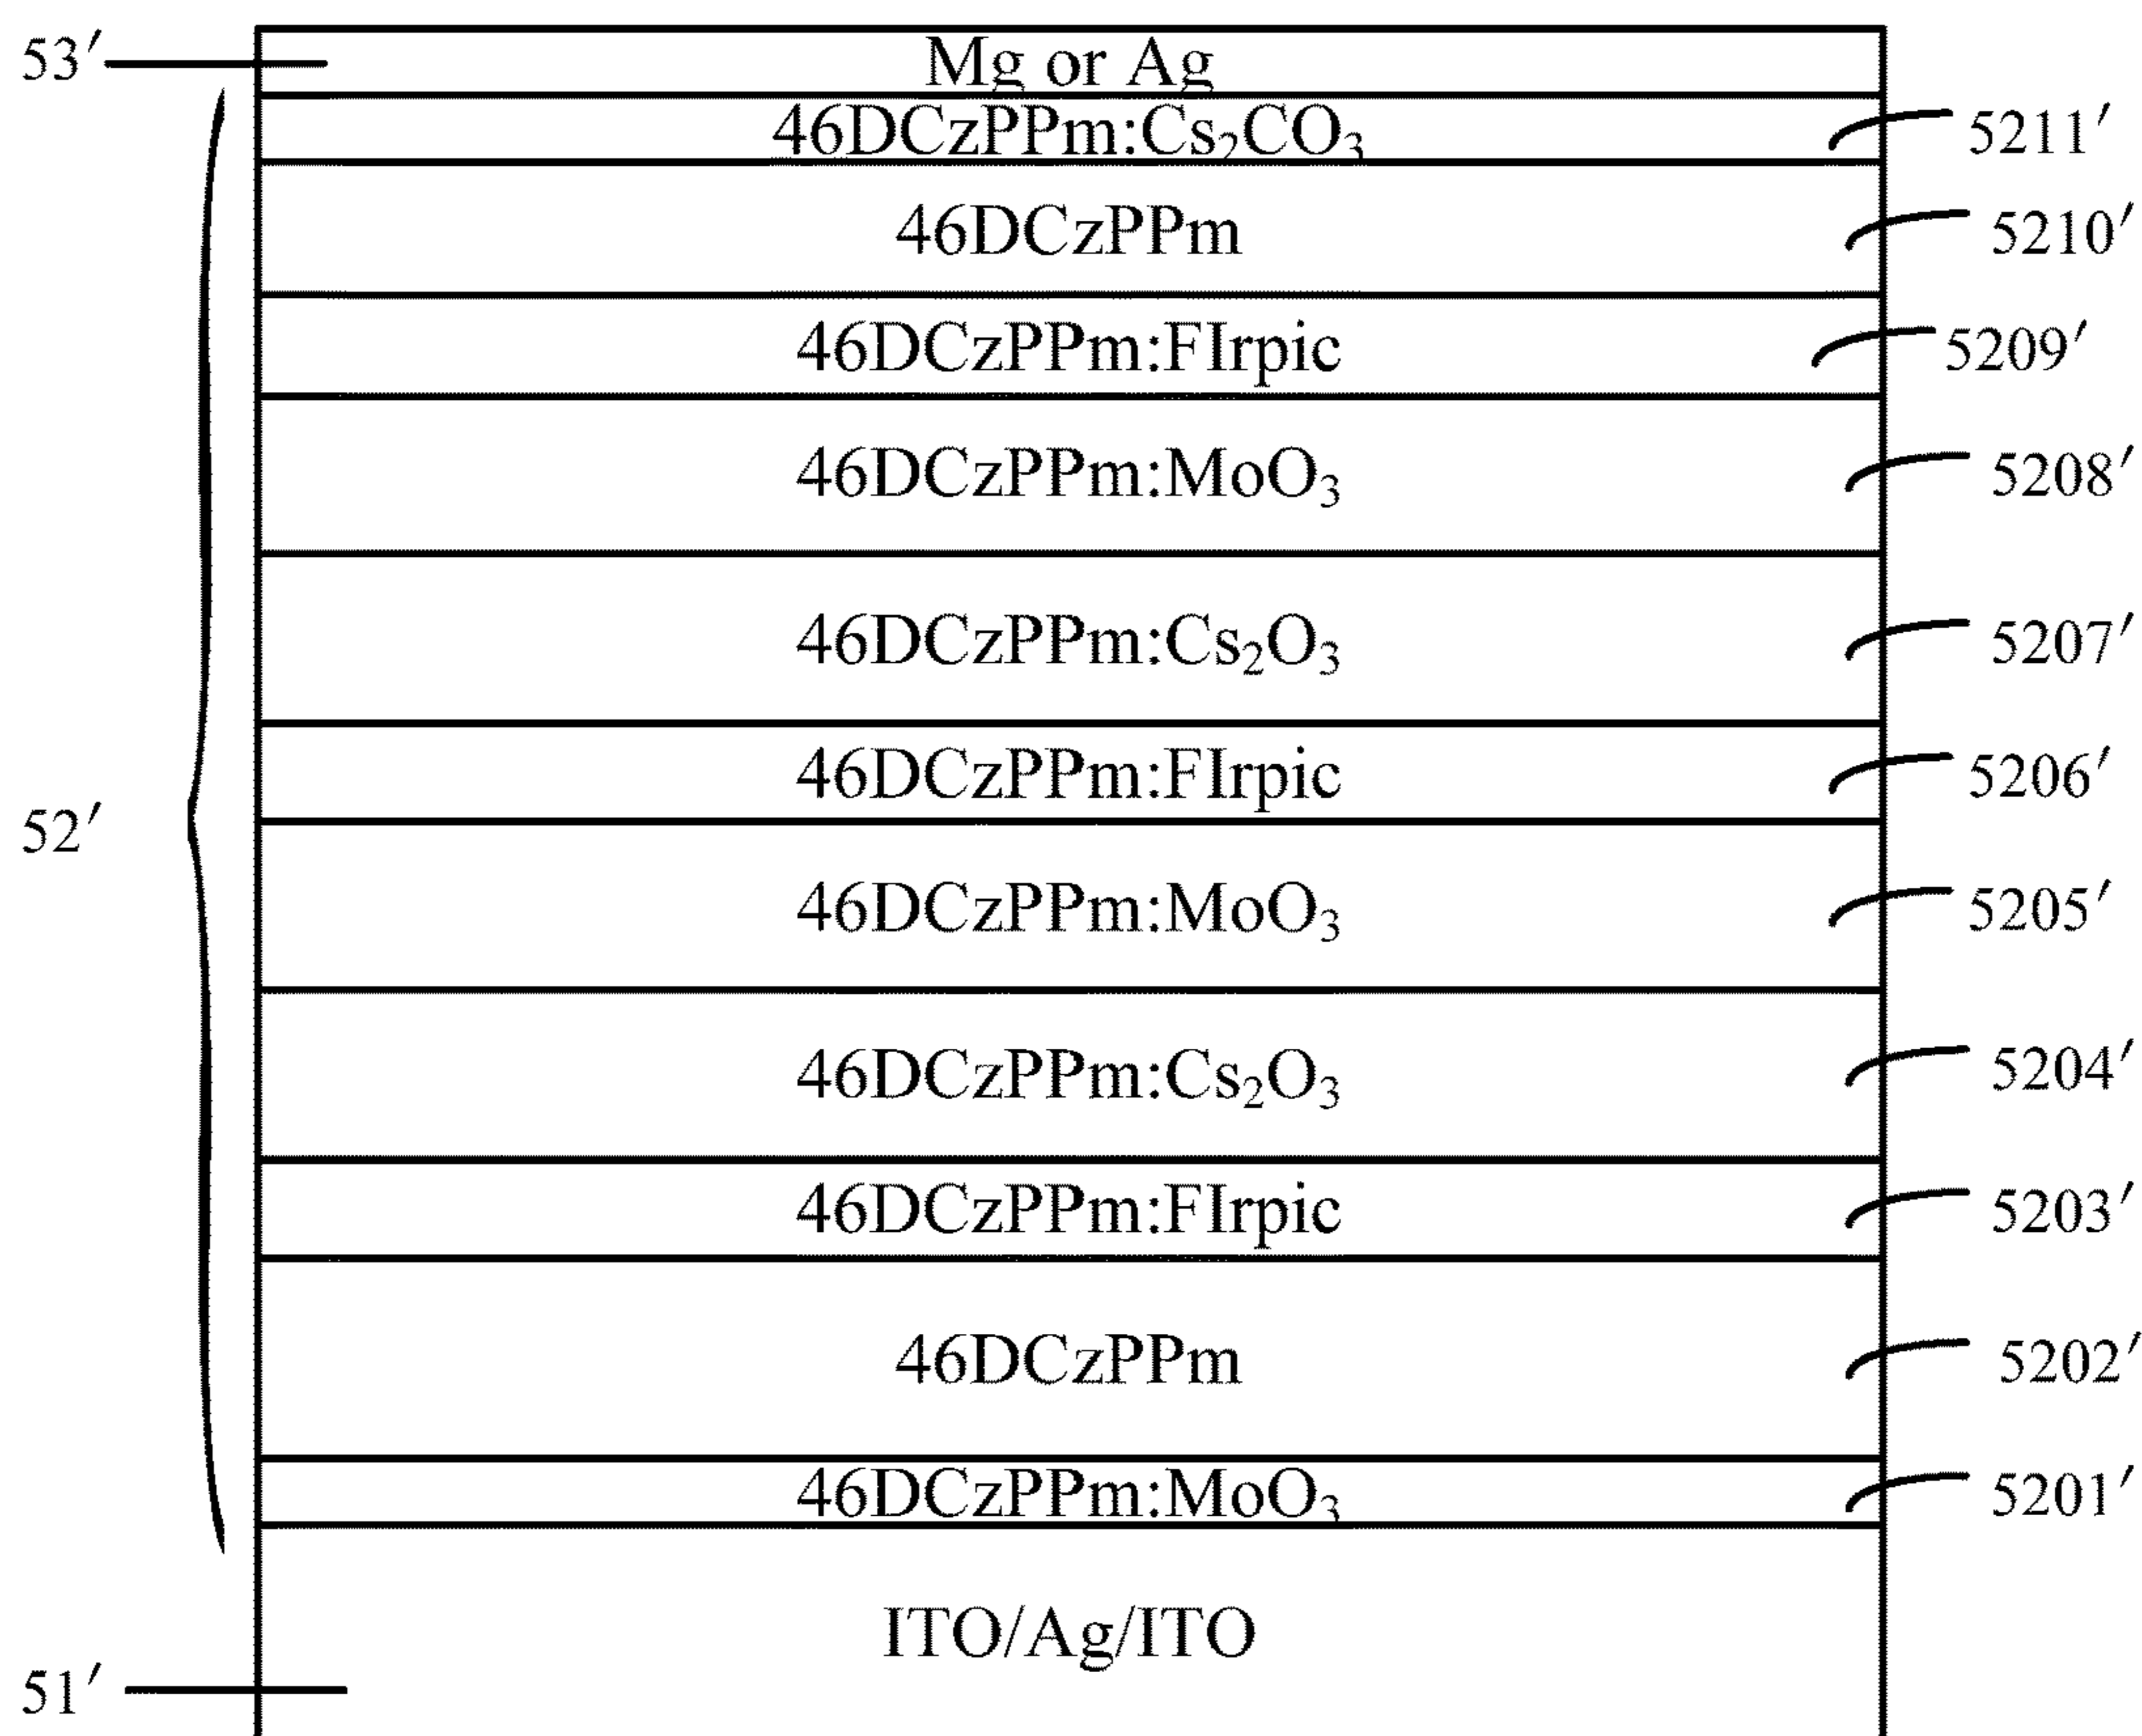 53′
Mg or Ag
46DCzPPm:Cs₂CO₃
5211′
46DCzPPm
5210′
46DCzPPm:FIrpic
5209′
46DCzPPm:MoO₃
5208′
46DCzPPm:Cs₂O₃
5207′
46DCzPPm:FIrpic
5206′
52′
46DCzPPm:MoO₃
5205′
46DCzPPm:Cs₂O₃
5204′
46DCzPPm:FIrpic
5203′
46DCzPPm
5202′
46DCzPPm:MoO₃
5201′
ITO/Ag/ITO
51′